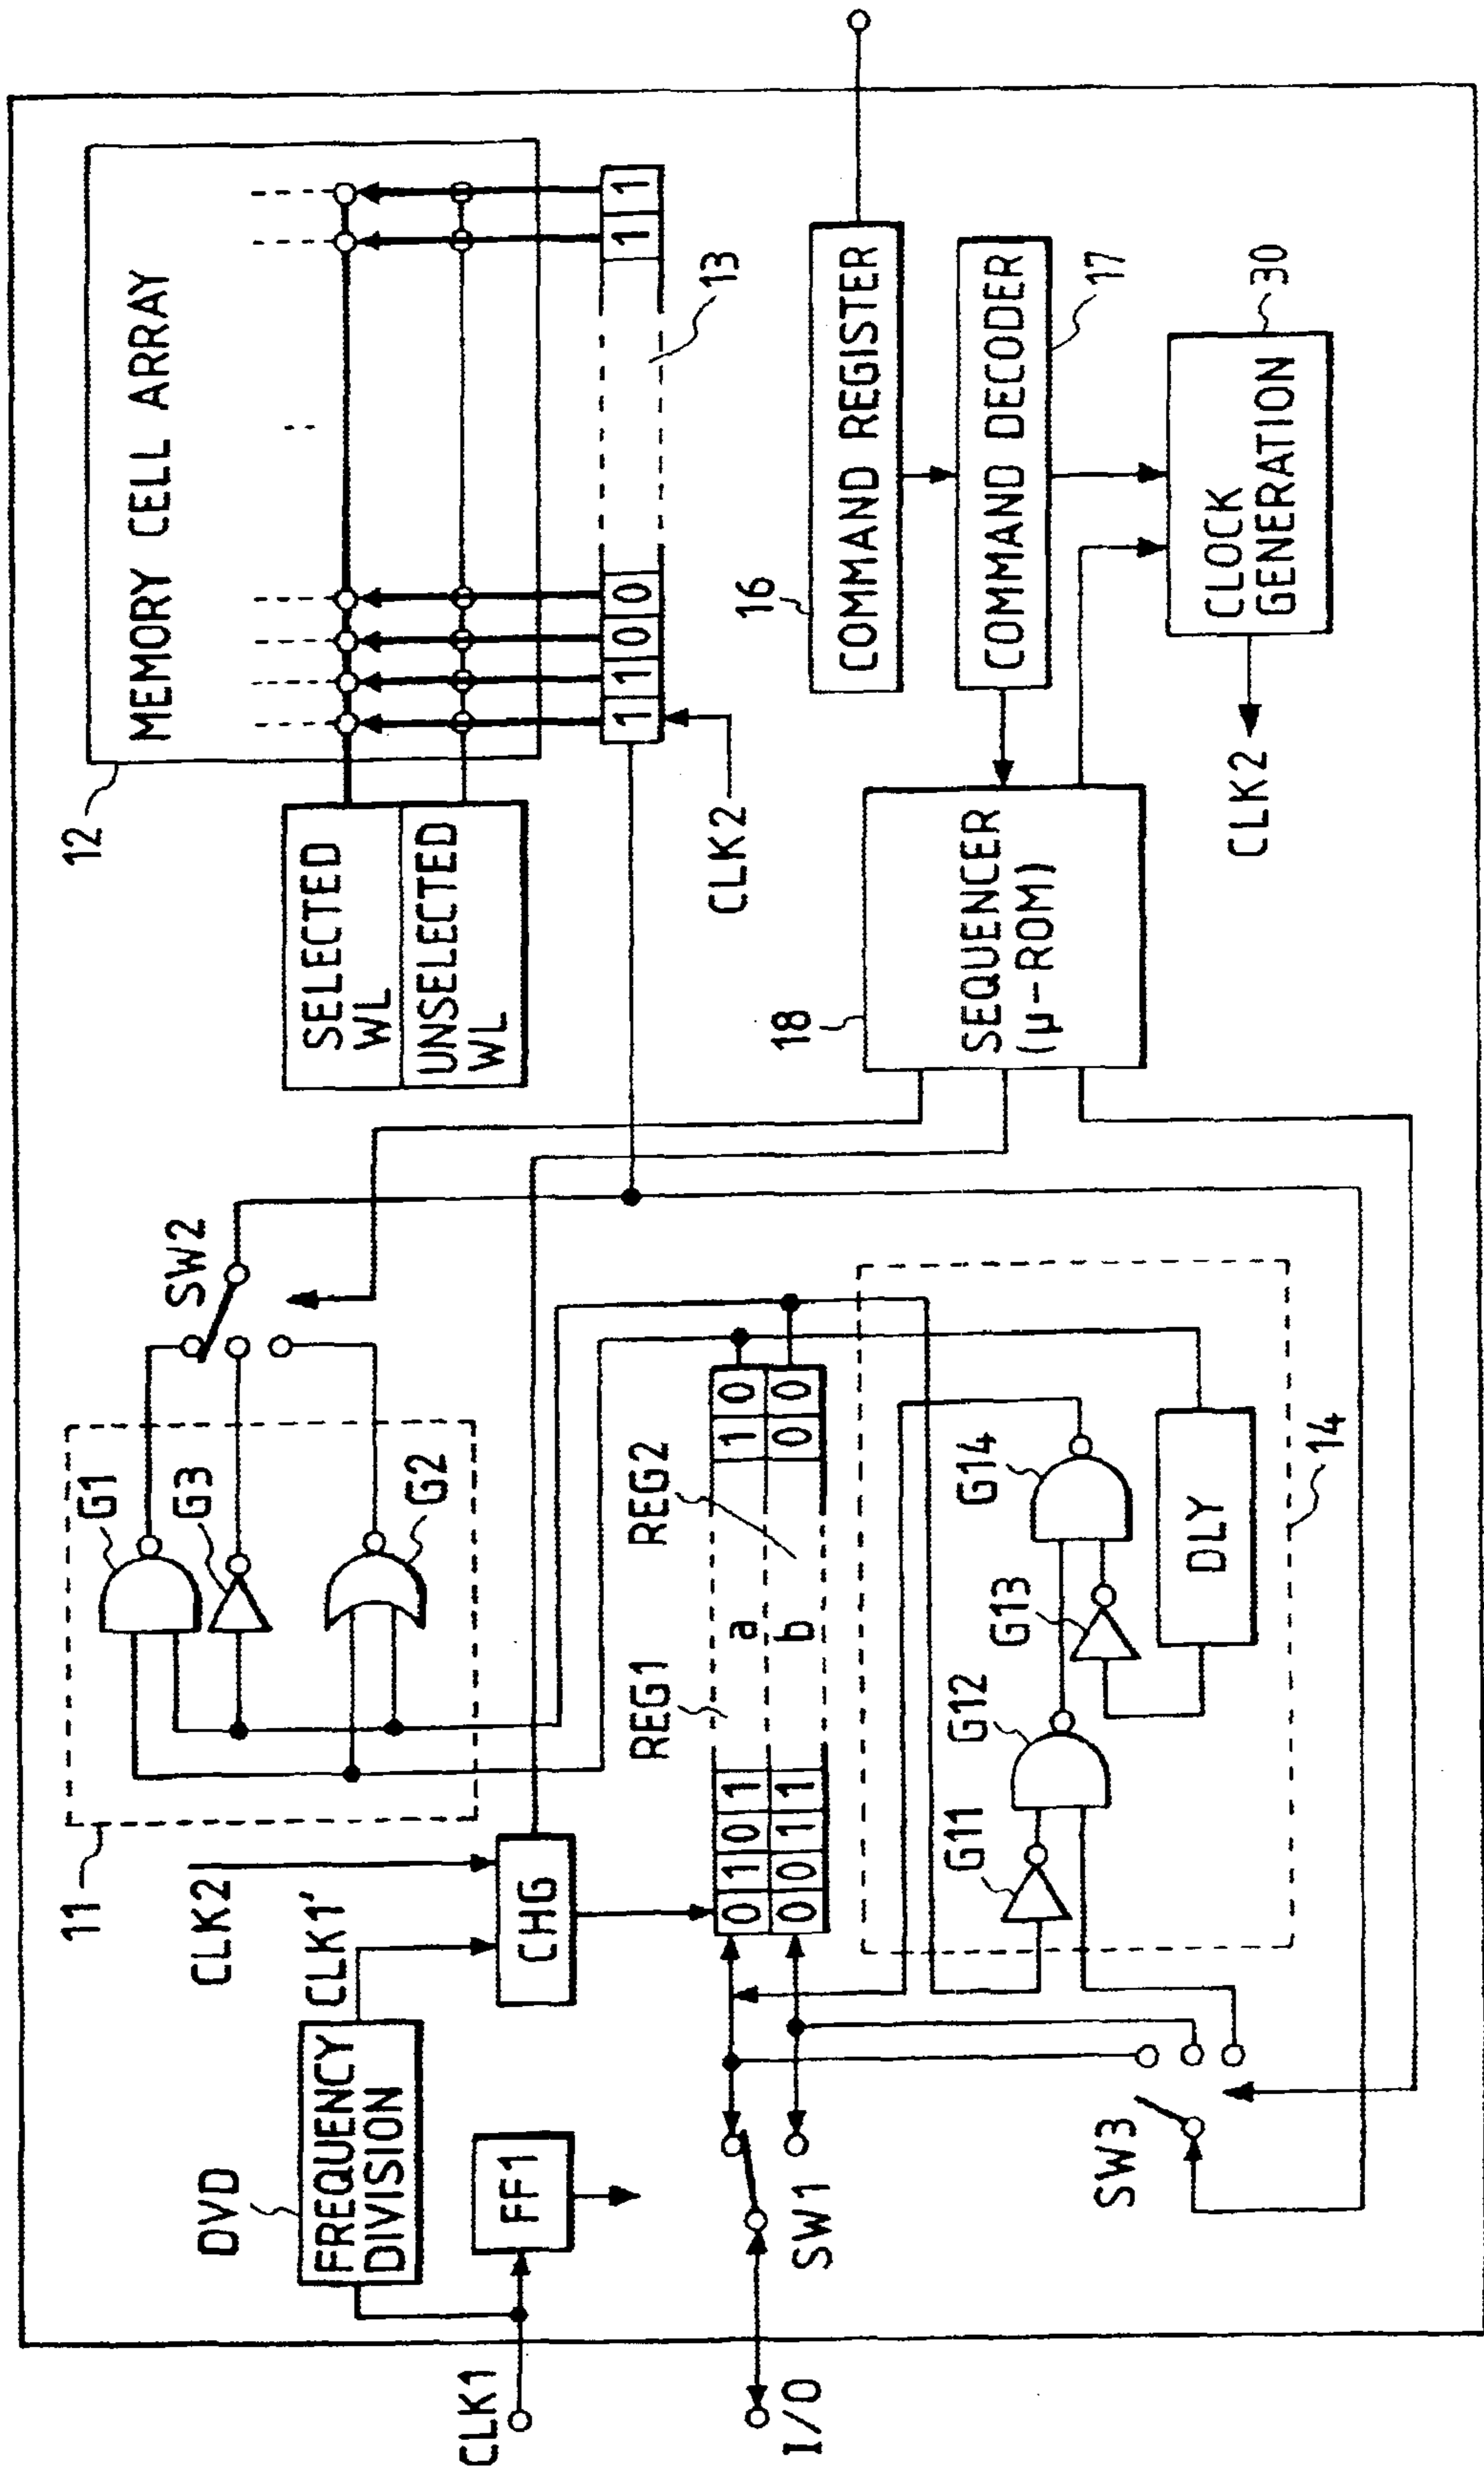 12
MEMORY CELL ARRAY
SELECTED
WL
UNSELECTED
WL
1 1 0 0 1 1
13
CLK2
11
G1
G3
G2
SW2
CLK2
CLK1'
DVD
FREQUENCY
DIVISION
CHG
CLK1
FF1
I/O
SW1
REG1
REG2
0 1 0 1 a 1 0
0 0 1 1 b 0 0
G11
G12
G13
G14
DLY
14
SW3
16
COMMAND REGISTER
COMMAND DECODER
17
18
SEQUENCER
(μ-ROM)
CLOCK
GENERATION
30
CLK2